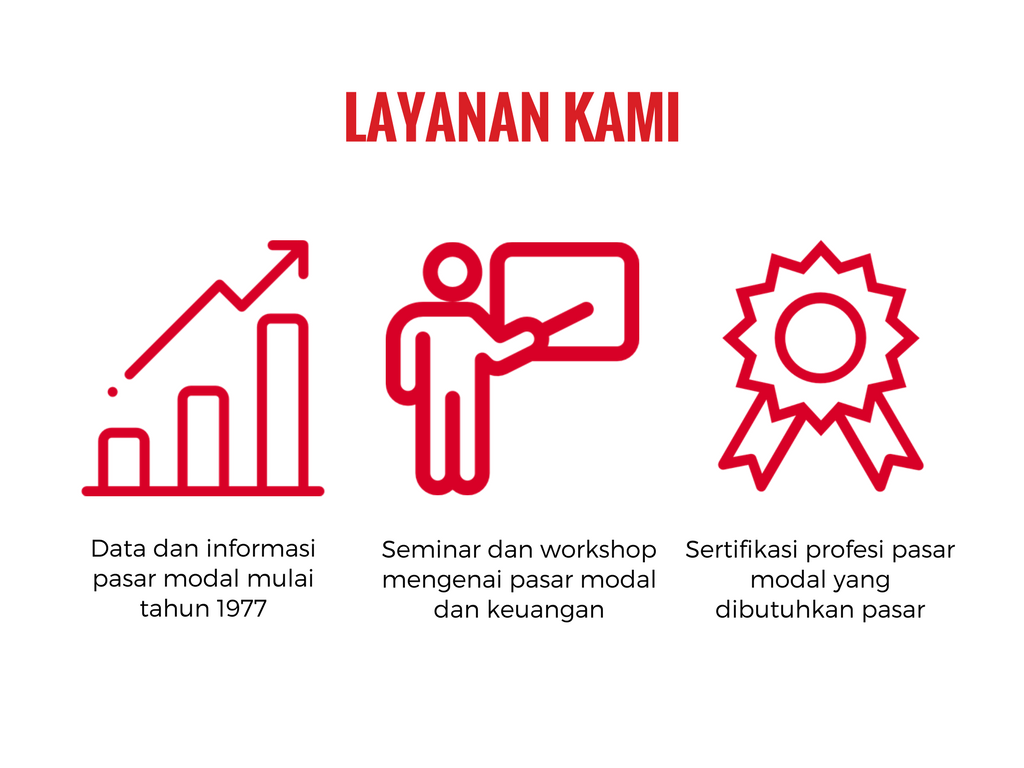 LAYANAN KAMI
Data dan informasi
pasar modal mulai
tahun 1977
Seminar dan workshop
mengenai pasar modal
dan keuangan
Sertifikasi profesi pasar
modal yang
dibutuhkan pasar